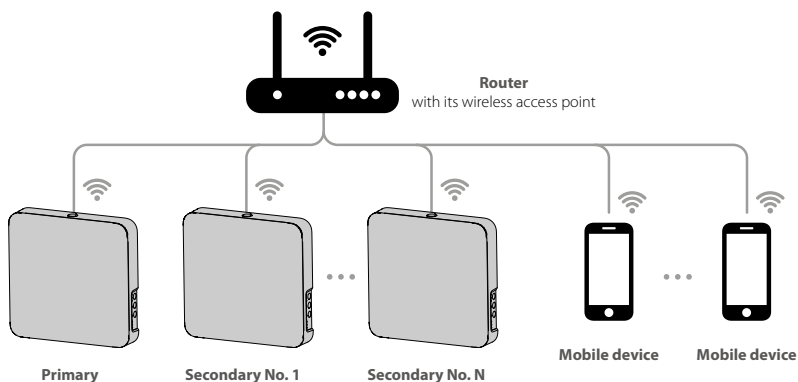 Router
with its wireless access point
Mobile device
Mobile device
Primary
Secondary No. 1
Secondary No. N